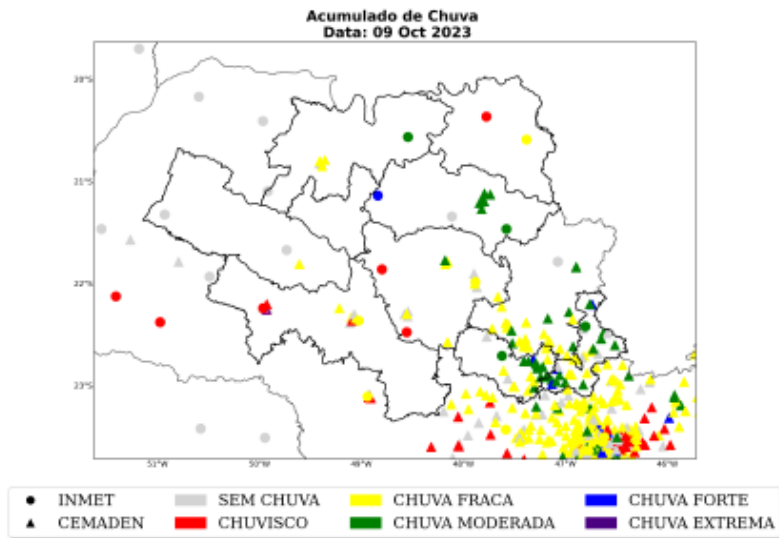 Acumulado de Chuva
Data: 09 Oct 2023
20°S
21°S
22°S
23°S
51°W 50°W 49°W 48°W 47°W 46°W
INMET SEM CHUVA CHUVA FRACA CHUVA FORTE
CEMADEN CHUVISCO CHUVA MODERADA CHUVA EXTREMA